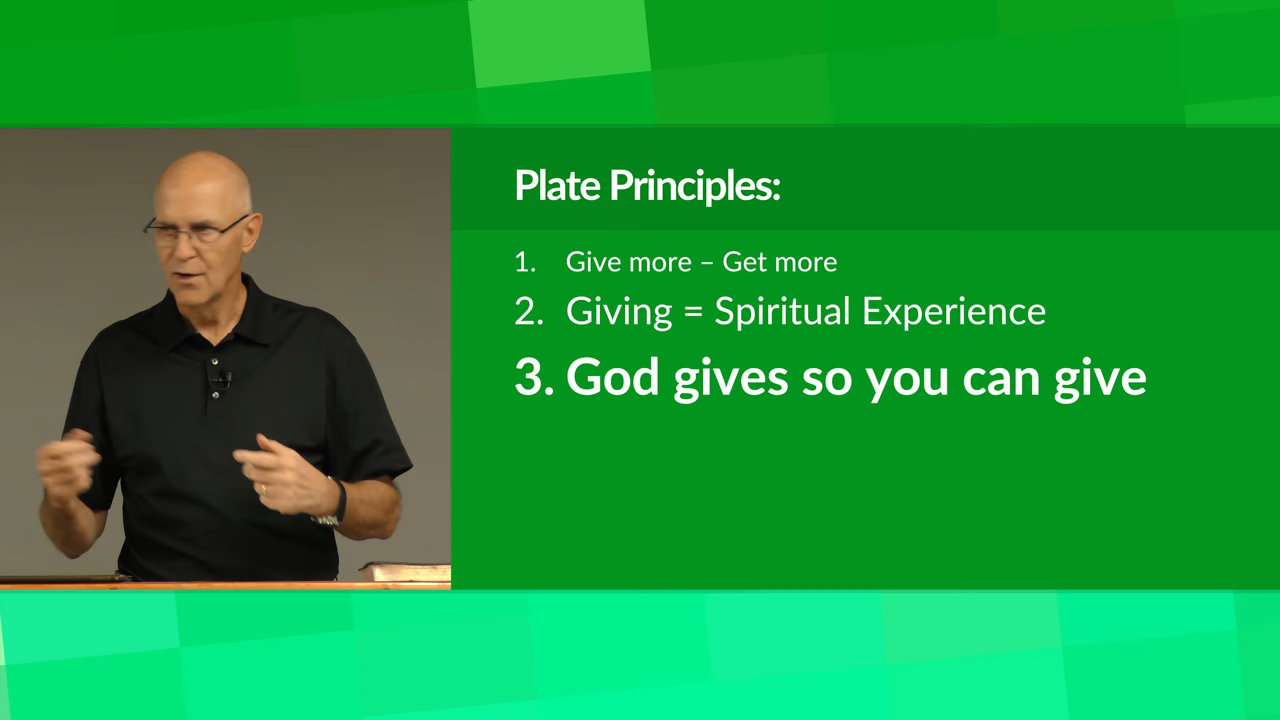 Plate Principles:
1. Give more – Get more
2. Giving = Spiritual Experience
3. God gives so you can give